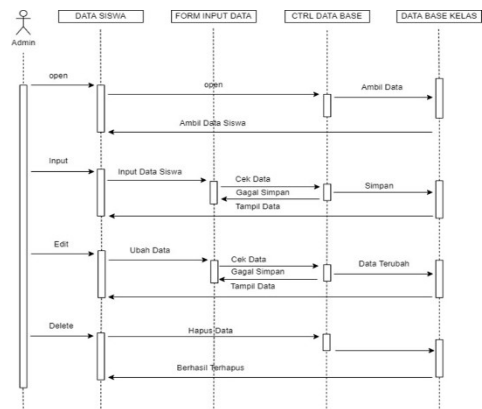 DATA SISWA
FORM INPUT DATA
CTRL DATA BASE
DATA BASE KELAS
Admin
open
open
Ambil Data
Ambil Data Siswa
Input
Input Data Siswa
Cek Data
Simpan
Gagal Simpan
Tampil Data
Edit
Ubah Data
Cek Data
Data Terubah
Gagal Simpan
Tampil Data
Delete
Hapus Data
Berhasil Terhapus